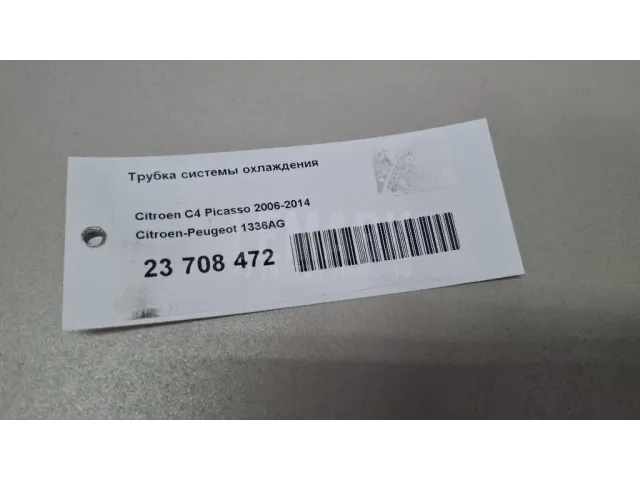 Трубка системы охлаждения
Citroen C4 Picasso 2006-2014
Citroen-Peugeot 1336AG
23 708 472